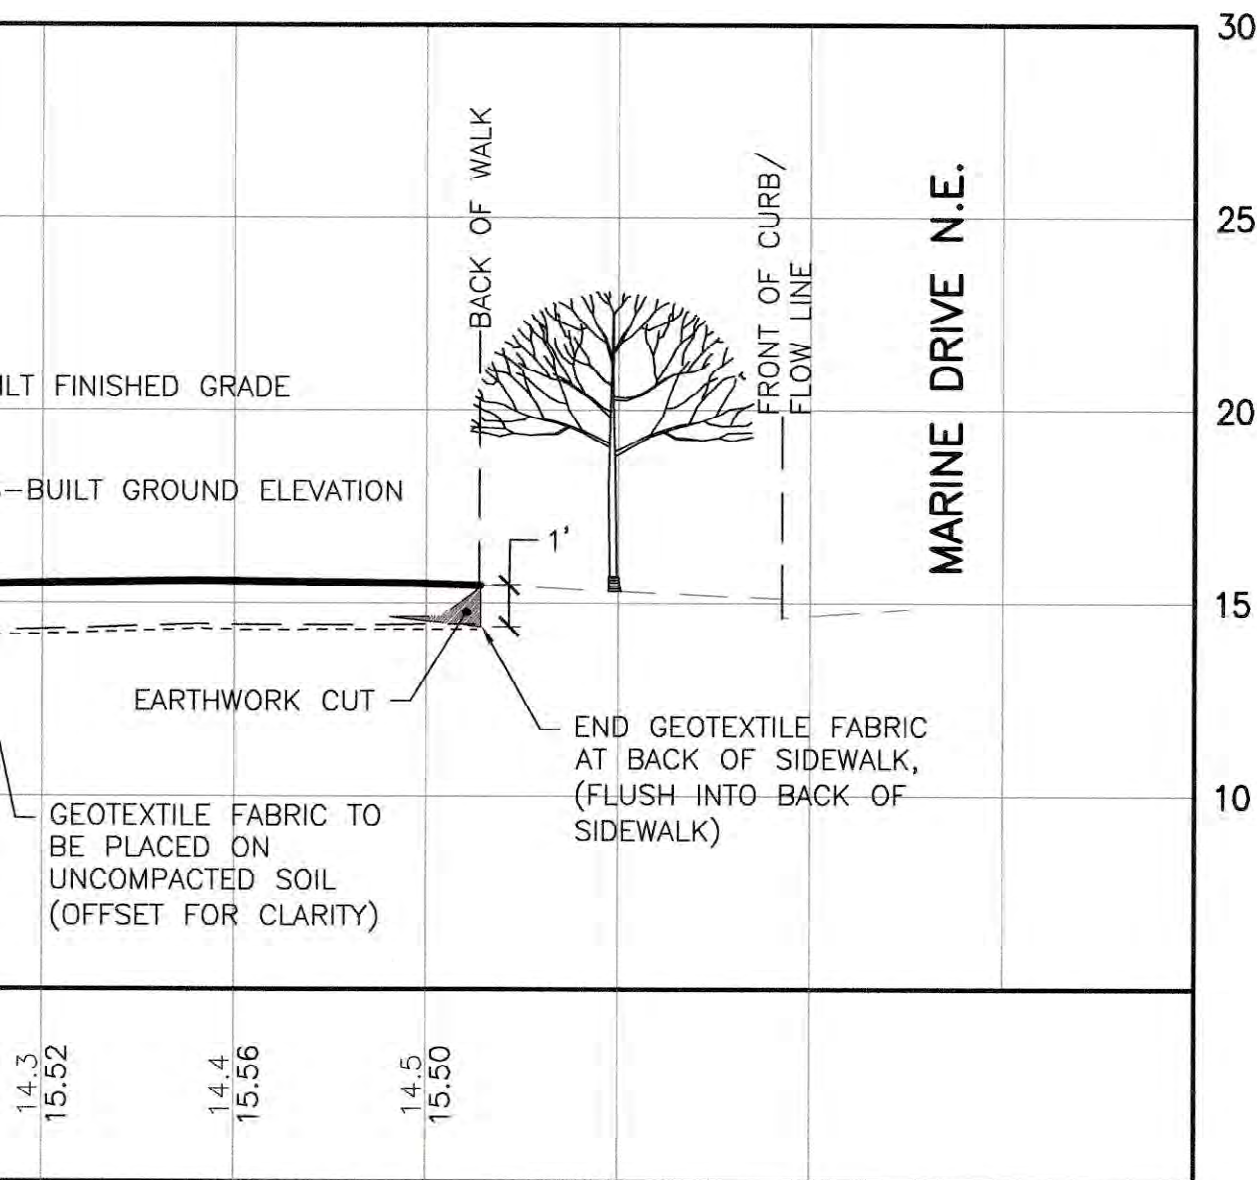 30
BACK OF WALK
FRONT OF CURB/
FLOW LINE
MARINE DRIVE N.E.
25
FINISHED GRADE
20
-BUILT GROUND ELEVATION
1'
15
EARTHWORK CUT
END GEOTEXTILE FABRIC
AT BACK OF SIDEWALK,
(FLUSH INTO BACK OF
SIDEWALK)
10
GEOTEXTILE FABRIC TO
BE PLACED ON
UNCOMPACTED SOIL
(OFFSET FOR CLARITY)
14.3
15.52
14.4
15.56
14.5
15.50